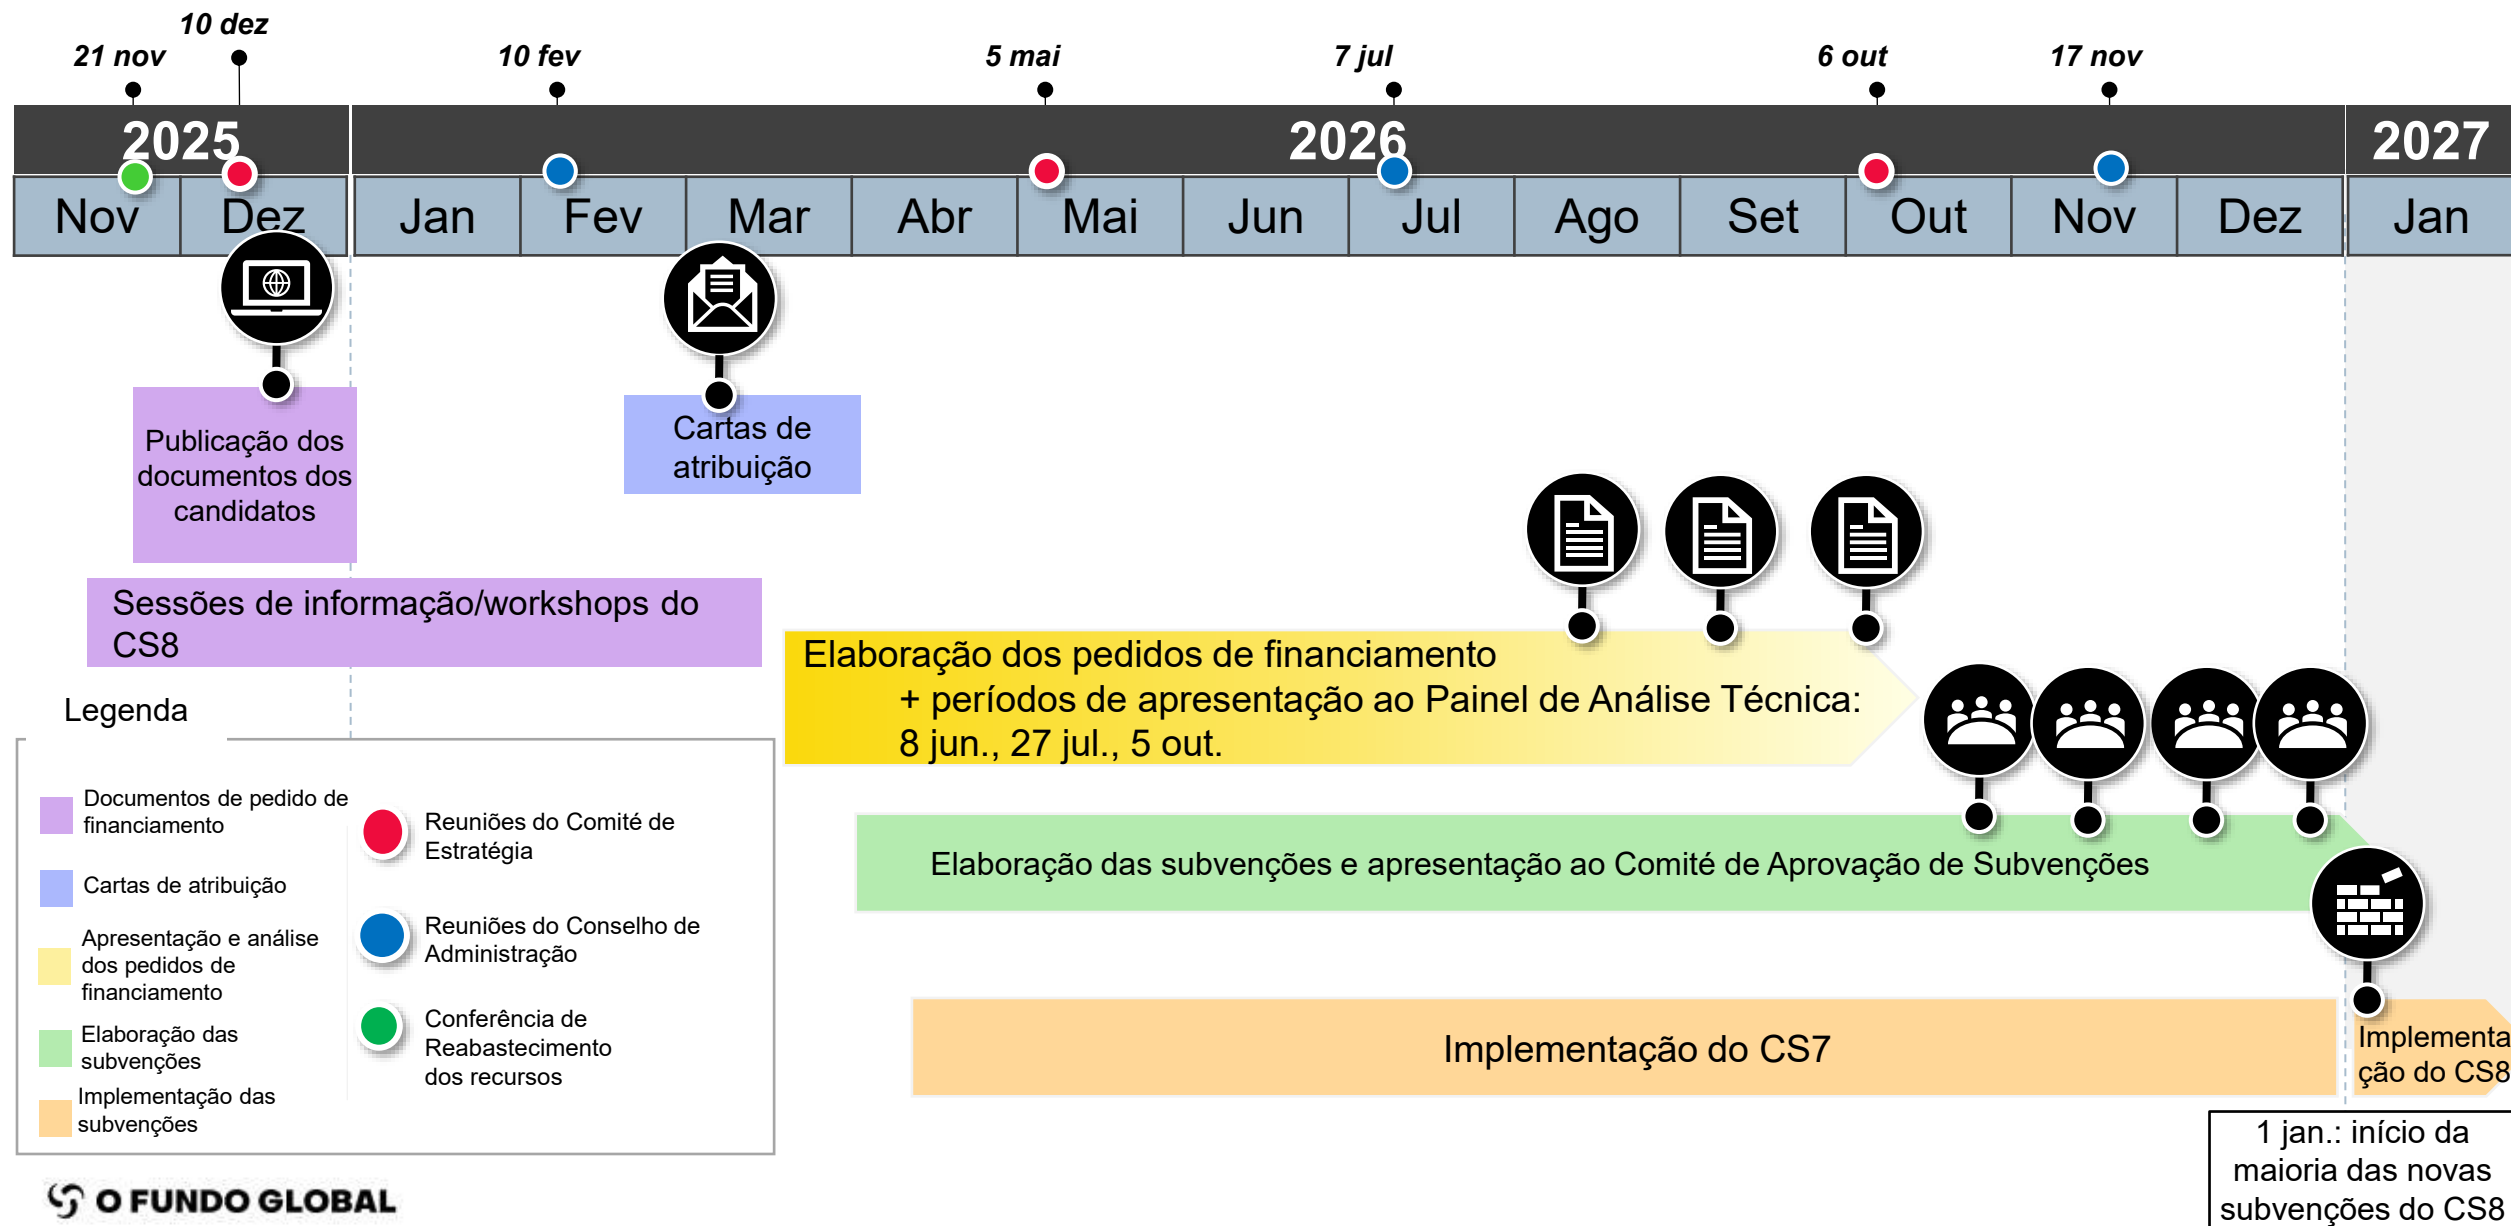 10 dez
21 nov
10 fev
5 mai
7 jul
6 out
17 nov
2025
2026
2027
Nov
Dez
Jan
Fev
Mar
Abr
Mai
Jun
Jul
Ago
Set
Out
Nov
Dez
Jan
Publicação dos
documentos dos
candidatos
Cartas de
atribuição
Sessões de informação/workshops do
CS8
Elaboração dos pedidos de financiamento
+ períodos de apresentação ao Painel de Análise Técnica:
8 jun., 27 jul., 5 out.
Elaboração das subvenções e apresentação ao Comité de Aprovação de Subvenções
Implementação do CS7
Implementa
ção do CS8
1 jan.: início da
maioria das novas
subvenções do CS8
Legenda
Documentos de pedido de
financiamento
Cartas de atribuição
Apresentação e análise
dos pedidos de
financiamento
Elaboração das
subvenções
Implementação das
subvenções
Reuniões do Comité de
Estratégia
Reuniões do Conselho de
Administração
Conferência de
Reabastecimento
dos recursos
O FUNDO GLOBAL